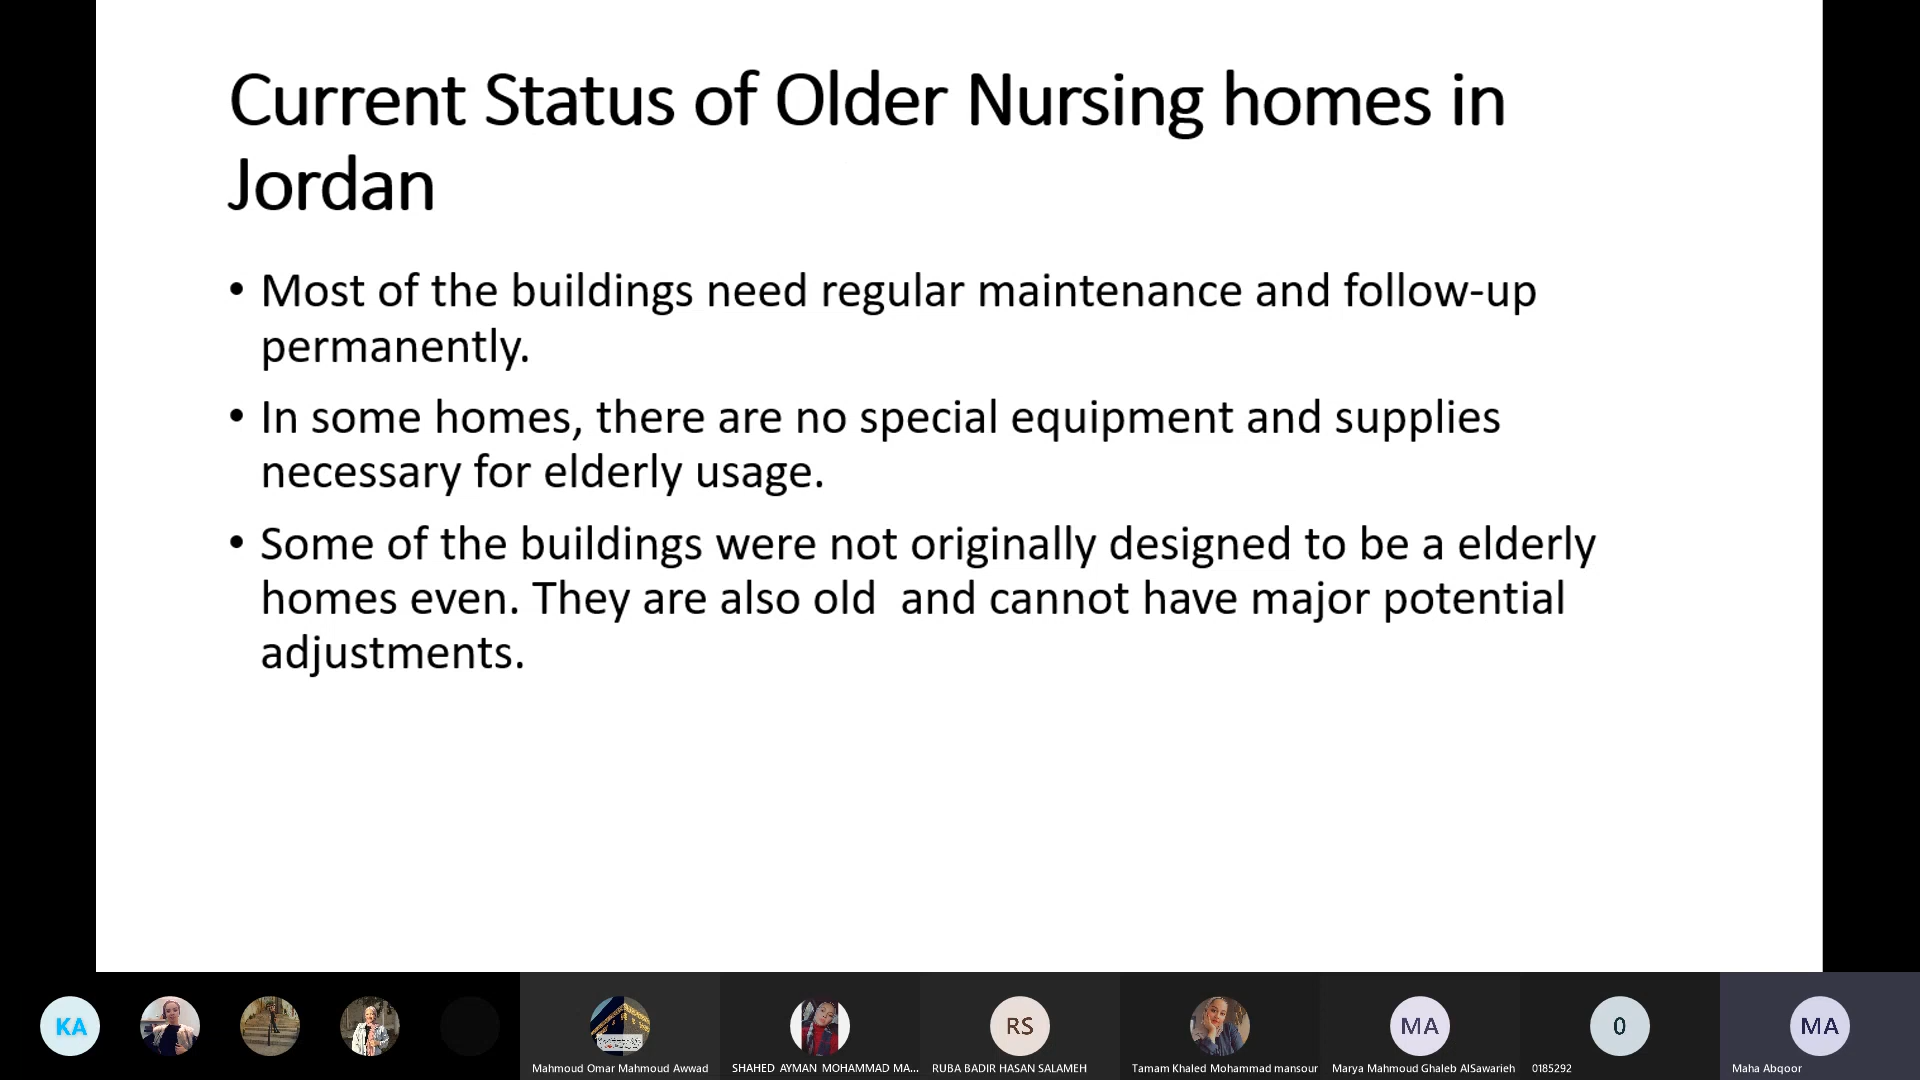 Current Status of Older Nursing homes in
Jordan
• Most of the buildings need regular maintenance and follow-up
permanently.
• In some homes, there are no special equipment and supplies
necessary for elderly usage.
• Some of the buildings were not originally designed to be a elderly
homes even. They are also old  and cannot have major potential
adjustments.
KA
RS
MA
0
MA
Mahmoud Omar Mahmoud Awwad
SHAHED AYMAN MOHAMMAD MA...
RUBA BADIR HASAN SALAMEH
Tamam Khaled Mohammad mansour
Marya Mahmoud Ghaleb AlSawarieh
0185292
Maha Abqoor